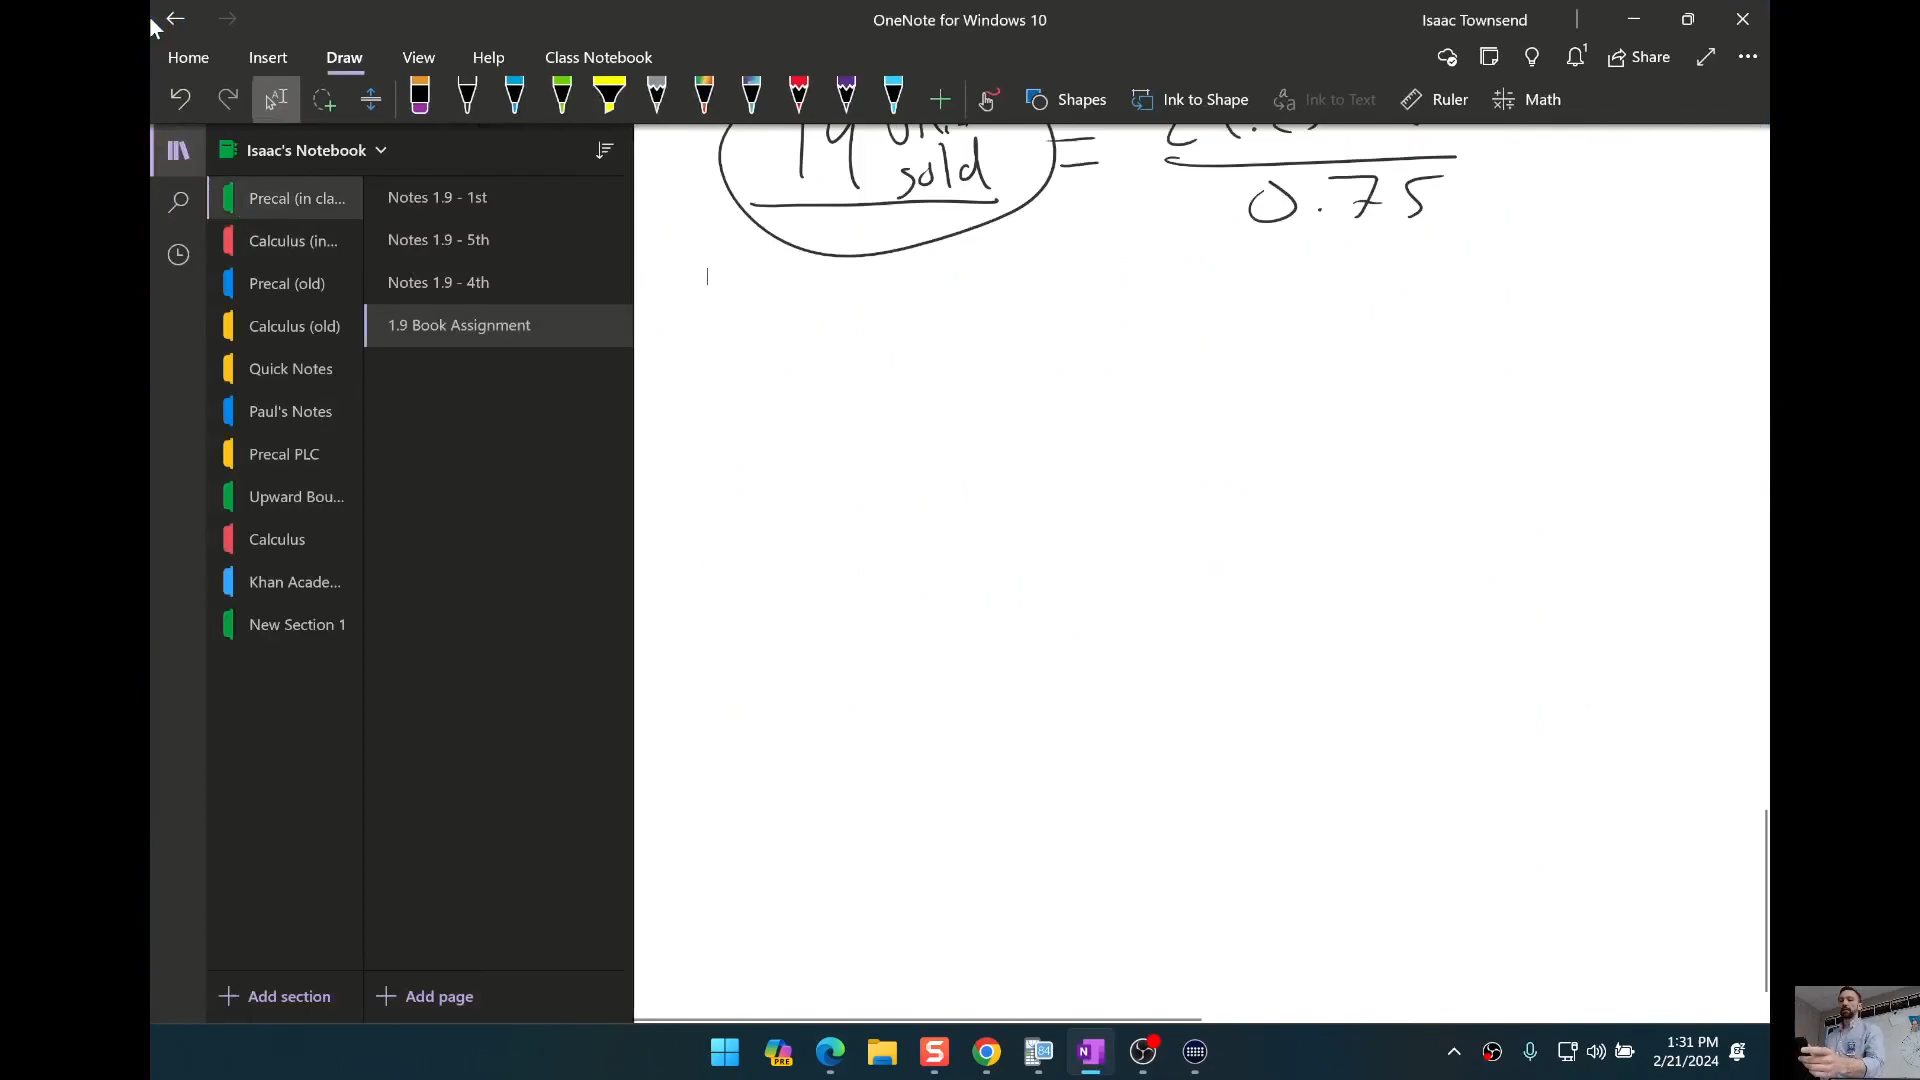 OneNote for Windows 10
Isaac Townsend
Home Insert Draw View Help Class Notebook
1
Share
Shapes
Ink to Shape
Ink to Text
Ruler
Math
Isaac's Notebook
Precal (in cla...
Calculus (in...
Precal (old)
Calculus (old)
Quick Notes
Paul's Notes
Precal PLC
Upward Bou...
Calculus
Khan Acade...
New Section 1
Notes 1.9 - 1st
Notes 1.9 - 5th
Notes 1.9 - 4th
1.9 Book Assignment
sold =
0.75
Add section
Add page
PRE
84
N
1:31 PM
2/21/2024